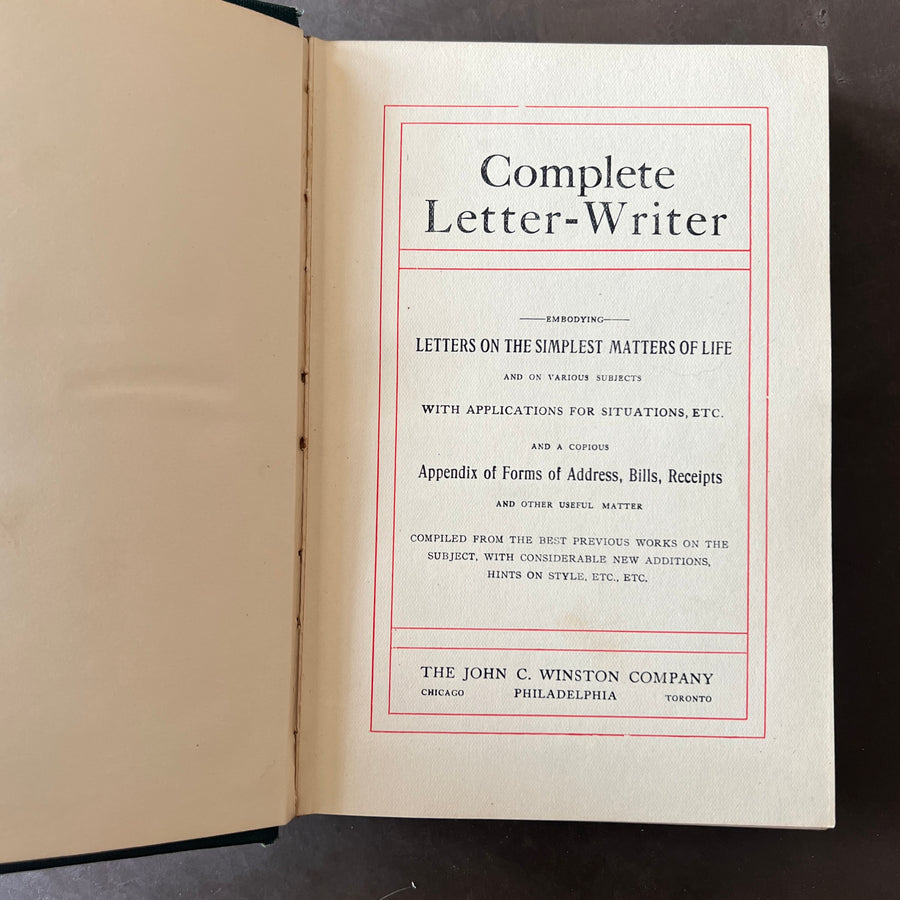 Complete
Letter-Writer
EMBODYING
LETTERS ON THE SIMPLEST MATTERS OF LIFE
AND ON VARIOUS SUBJECTS
WITH APPLICATIONS FOR SITUATIONS, ETC.
AND A COPIOUS
Appendix of Forms of Address, Bills, Receipts
AND OTHER USEFUL MATTER
COMPILED FROM THE BEST PREVIOUS WORKS ON THE
SUBJECT, WITH CONSIDERABLE NEW ADDITIONS,
HINTS ON STYLE, ETC., ETC.
THE JOHN C. WINSTON COMPANY
CHICAGO PHILADELPHIA TORONTO